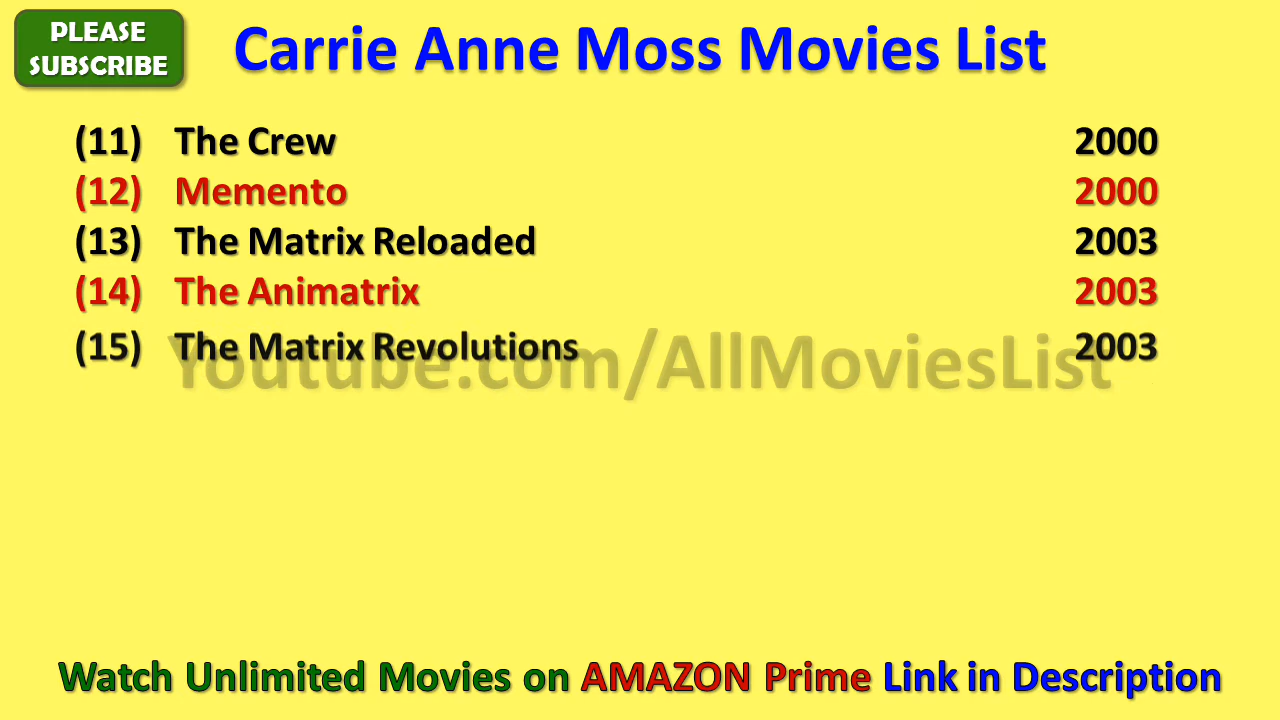 PLEASE
SUBSCRIBE
Carrie Anne Moss Movies List
(11) The Crew 2000
(12) Memento 2000
(13) The Matrix Reloaded 2003
(14) The Animatrix 2003
(15) The Matrix Revolutions 2003
Youtube.com/AllMoviesList
Watch Unlimited Movies on AMAZON Prime Link in Description